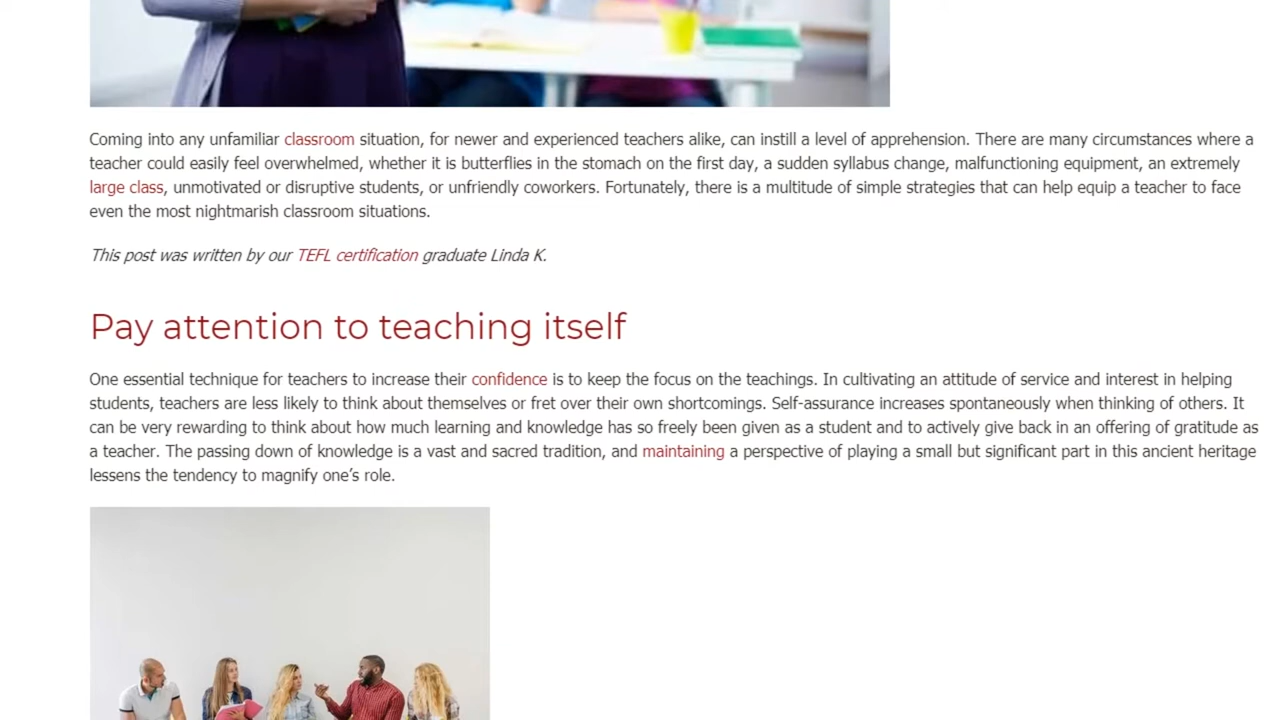 Coming into any unfamiliar classroom situation, for newer and experienced teachers alike, can instill a level of apprehension. There are many circumstances where a
teacher could easily feel overwhelmed, whether it is butterflies in the stomach on the first day, a sudden syllabus change, malfunctioning equipment, an extremely
large class, unmotivated or disruptive students, or unfriendly coworkers. Fortunately, there is a multitude of simple strategies that can help equip a teacher to face
even the most nightmarish classroom situations.
This post was written by our TEFL certification graduate Linda K.
Pay attention to teaching itself
One essential technique for teachers to increase their confidence is to keep the focus on the teachings. In cultivating an attitude of service and interest in helping
students, teachers are less likely to think about themselves or fret over their own shortcomings. Self-assurance increases spontaneously when thinking of others. It
can be very rewarding to think about how much learning and knowledge has so freely been given as a student and to actively give back in an offering of gratitude as
a teacher. The passing down of knowledge is a vast and sacred tradition, and maintaining a perspective of playing a small but significant part in this ancient heritage
lessens the tendency to magnify one’s role.